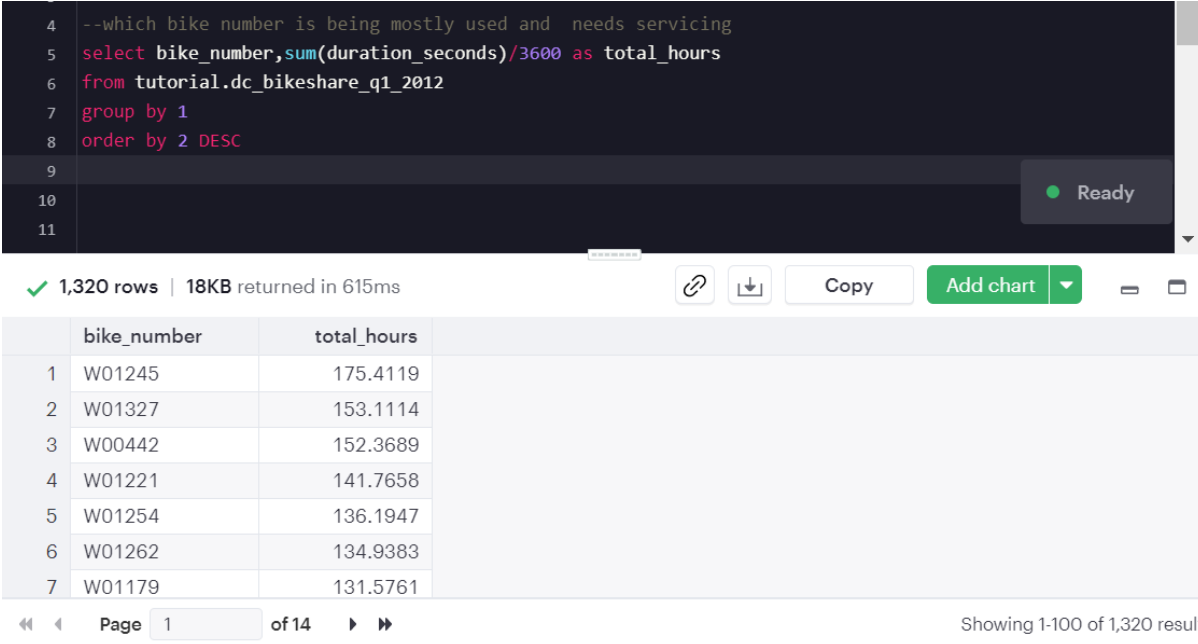 4 --which bike number is being mostly used and  needs servicing
5 select bike_number,sum(duration_seconds)/3600 as total_hours
6 from tutorial.dc_bikeshare_q1_2012
7 group by 1
8 order by 2 DESC
9
10
Ready
11
1,320 rows | 18KB returned in 615ms Copy Add chart
bike_number total_hours
1 W01245 175.4119
2 W01327 153.1114
3 W00442 152.3689
4 W01221 141.7658
5 W01254 136.1947
6 W01262 134.9383
7 W01179 131.5761
Page 1 of 14 Showing 1-100 of 1,320 resul